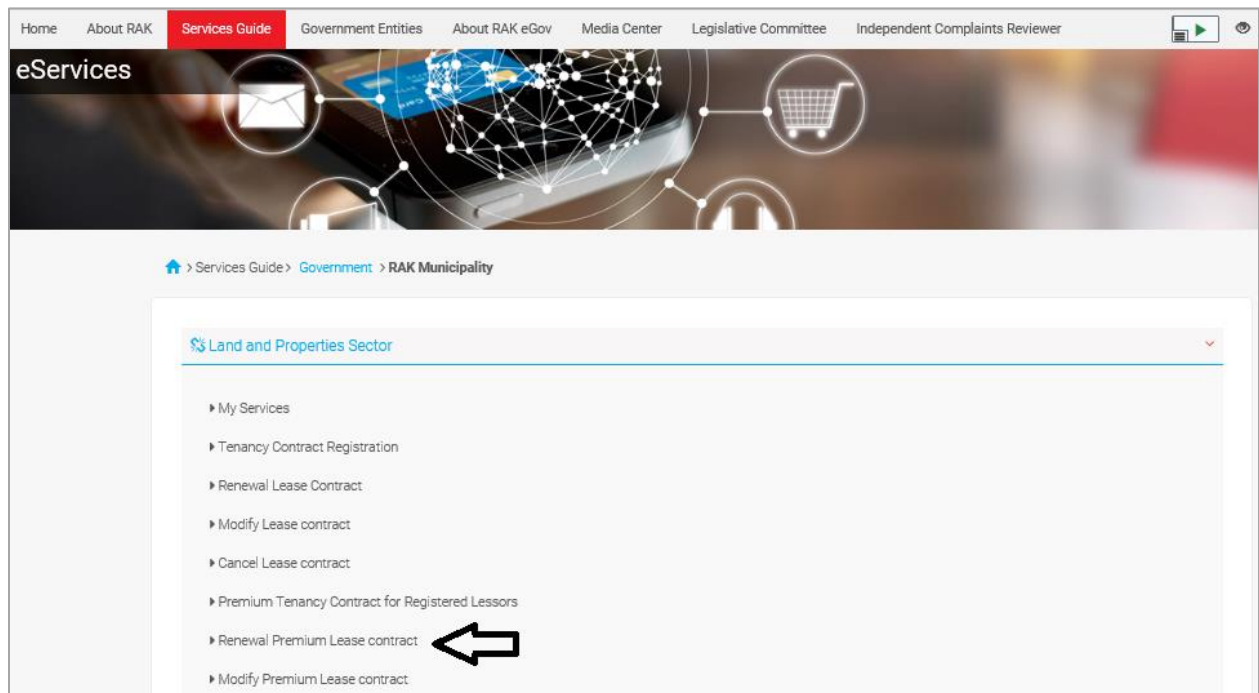 Home About RAK Services Guide Government Entities About RAK eGov Media Center Legislative Committee Independent Complaints Reviewer
eServices
Card
> Services Guide > Government > RAK Municipality
Land and Properties Sector
My Services
Tenancy Contract Registration
Renewal Lease Contract
Modify Lease contract
Cancel Lease contract
Premium Tenancy Contract for Registered Lessors
Renewal Premium Lease contract
Modify Premium Lease contract